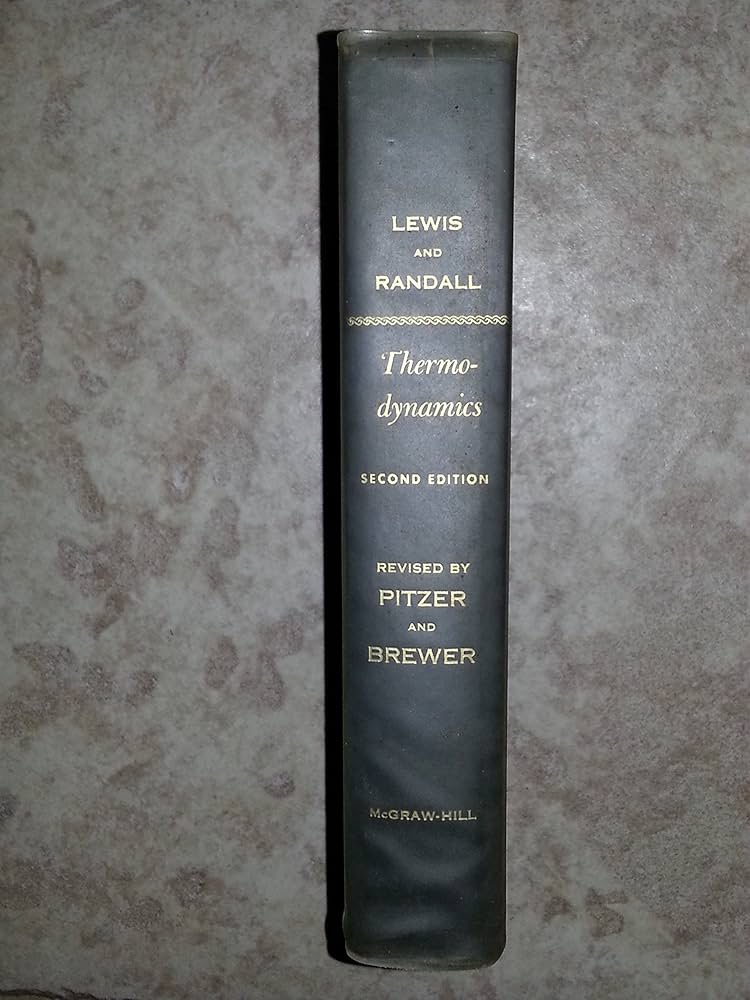 LEWIS
AND
RANDALL
Thermo-
dynamics
SECOND EDITION
REVISED BY
PITZER
AND
BREWER
McGRAW-HILL